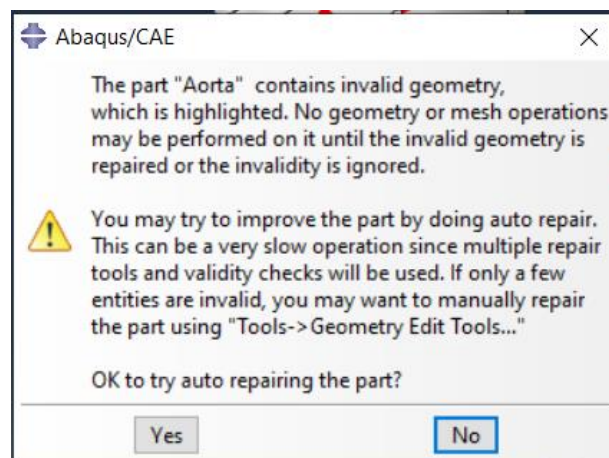 Abaqus/CAE
The part "Aorta" contains invalid geometry,
which is highlighted. No geometry or mesh operations
may be performed on it until the invalid geometry is
repaired or the invalidity is ignored.
You may try to improve the part by doing auto repair.
This can be a very slow operation since multiple repair
tools and validity checks will be used. If only a few
entities are invalid, you may want to manually repair
the part using "Tools->Geometry Edit Tools..."
OK to try auto repairing the part?
Yes
No